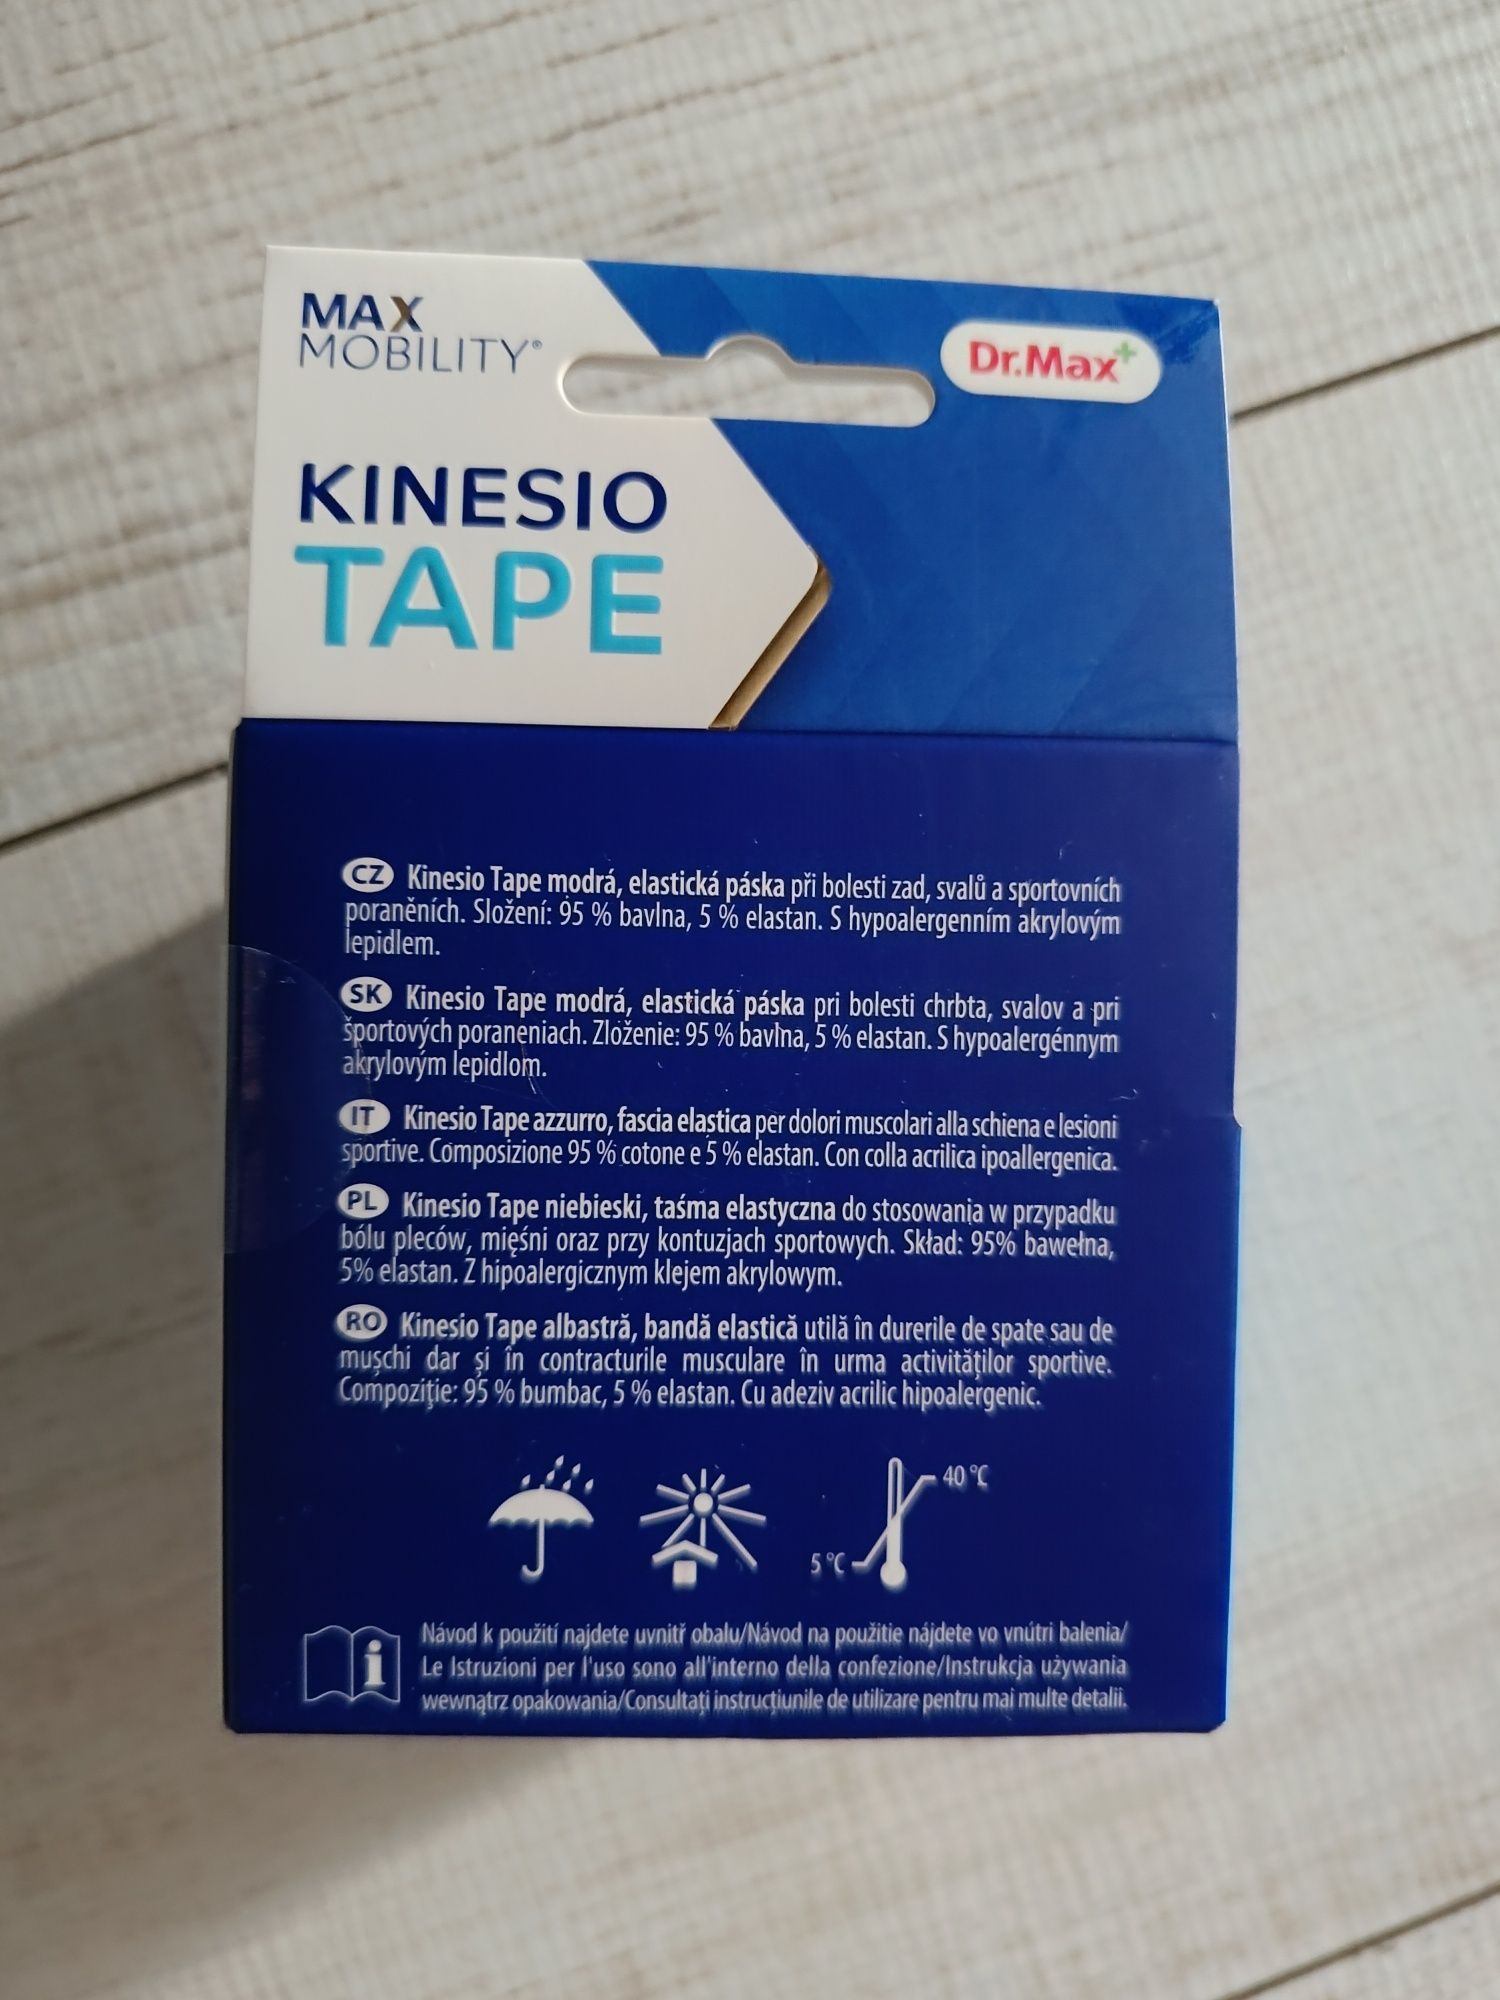 MAX
MOBILITY®
Dr.Max+
KINESIO
TAPE
CZ Kinesio Tape modrá, elastická páska při bolesti zad, svalů a sportovních
poraněních. Složení: 95 % bavlna, 5 % elastan. S hypoalergenním akrylovým
lepidlem.
SK Kinesio Tape modrá, elastická páska pri bolesti chrbta, svalov a pri
športových poraneniach. Zloženie: 95 % bavlna, 5 % elastan. S hypoalergénnym
akrylovým lepidlom.
IT Kinesio Tape azzurro, fascia elastica per dolori muscolari alla schiena e lesioni
sportive. Composizione 95 % cotone e 5 % elastan. Con colla acrilica ipoallergenica.
PL Kinesio Tape niebieski, taśma elastyczna do stosowania w przypadku
bólu pleców, mięśni oraz przy kontuzjach sportowych. Skład: 95% bawełna,
5% elastan. Z hipoalergicznym klejem akrylowym.
RO Kinesio Tape albastră, bandă elastică utilă în durerile de spate sau de
mușchi dar și în contracturile musculare în urma activităților sportive.
Compoziție: 95 % bumbac, 5 % elastan. Cu adeziv acrilic hipoalergenic.
40 °C
5 °C
Návod k použití najdete uvnitř obalu/Návod na použitie nájdete vo vnútri balenia/
Le Istruzioni per l'uso sono all'interno della confezione/Instrukcja używania
wewnątrz opakowania/Consultați instrucțiunile de utilizare pentru mai multe detalii.